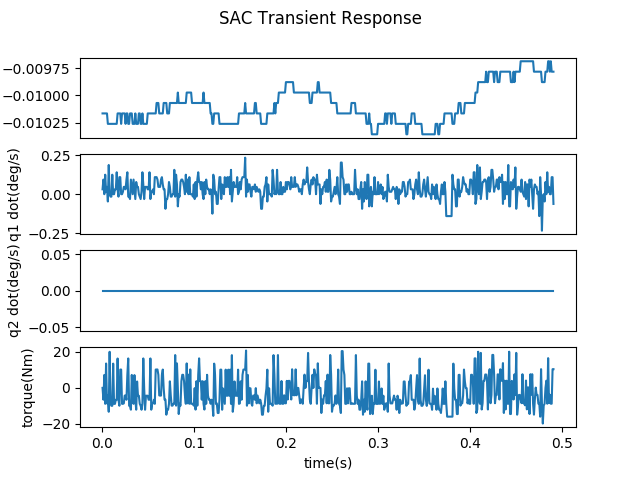 SAC Transient Response
−0.00975
−0.01000
−0.01025
0.25
0.00
−0.25
q1 dot(deg/s)
0.05
0.00
−0.05
q2 dot(deg/s)
20
0
−20
torque(Nm)
0.0 0.1 0.2 0.3 0.4 0.5
time(s)